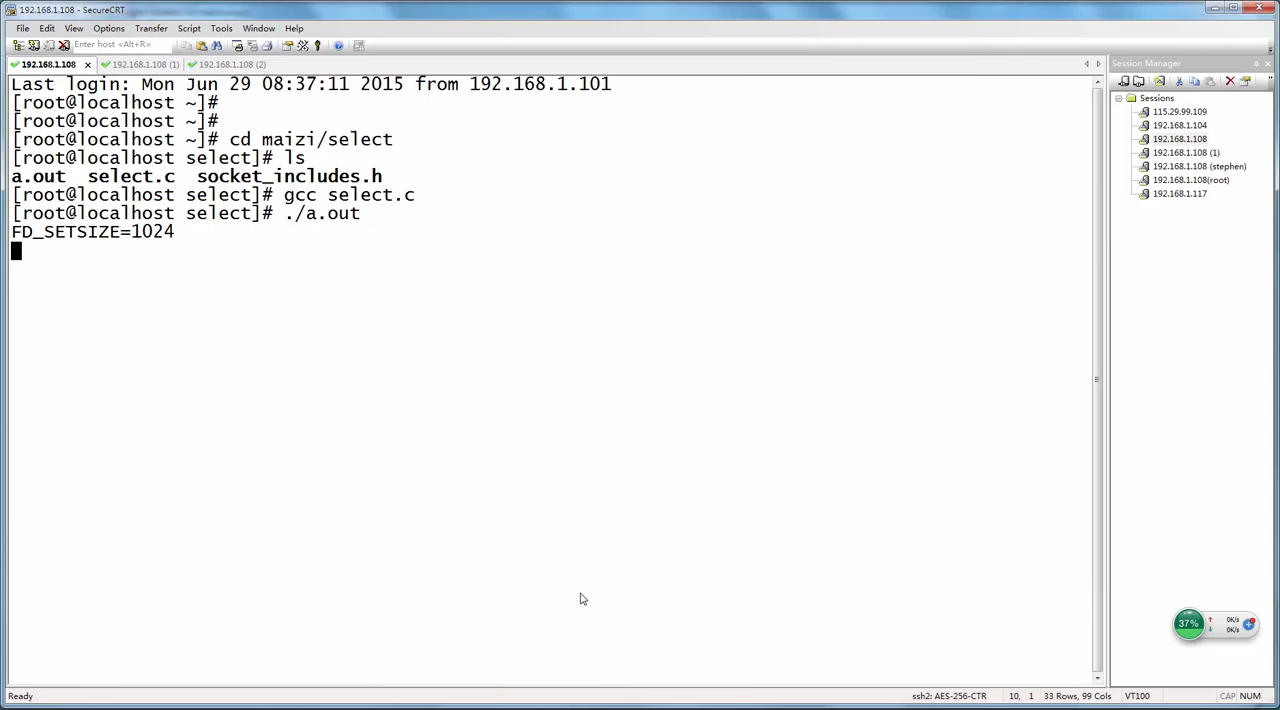 192.168.1.108 - SecureCRT
File Edit View Options Transfer Script Tools Window Help
Enter host <Alt+R>
192.168.1.108 192.168.1.108 (1) 192.168.1.108 (2)
Session Manager
Last login: Mon Jun 29 08:37:11 2015 from 192.168.1.101
[root@localhost ~]#
[root@localhost ~]#
[root@localhost ~]# cd maizi/select
[root@localhost select]# ls
a.out select.c socket_includes.h
[root@localhost select]# gcc select.c
[root@localhost select]# ./a.out
FD_SETSIZE=1024
Sessions
115.29.99.109
192.168.1.104
192.168.1.108
192.168.1.108 (1)
192.168.1.108 (stephen)
192.168.1.108(root)
192.168.1.117
37%
0K/s
0K/s
Ready ssh2: AES-256-CTR 10, 1 33 Rows, 99 Cols VT100 CAP NUM